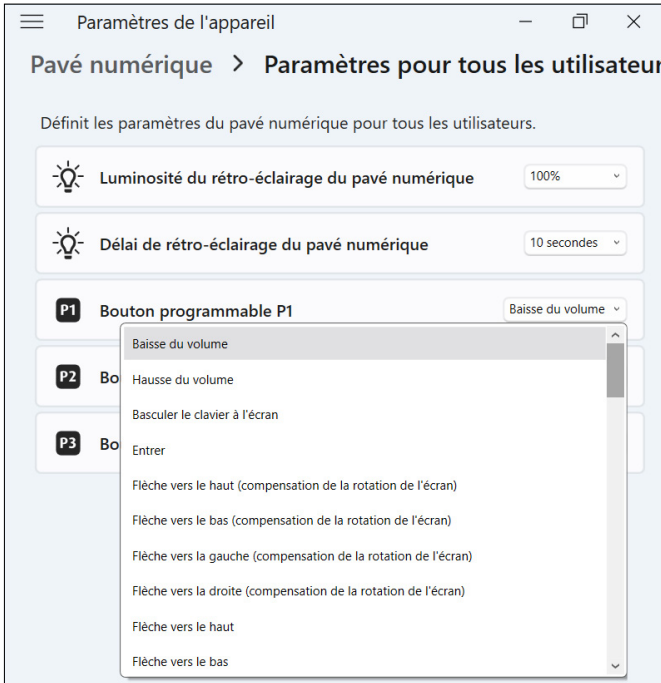 Paramètres de l'appareil
Pavé numérique > Paramètres pour tous les utilisateur
Définit les paramètres du pavé numérique pour tous les utilisateurs.
Luminosité du rétro-éclairage du pavé numérique 100%
Délai de rétro-éclairage du pavé numérique 10 secondes
P1 Bouton programmable P1 Baisse du volume
Baisse du volume
Hausse du volume
P2 Bo
Basculer le clavier à l'écran
P3 Bo
Entrer
Flèche vers le haut (compensation de la rotation de l'écran)
Flèche vers le bas (compensation de la rotation de l'écran)
Flèche vers la gauche (compensation de la rotation de l'écran)
Flèche vers la droite (compensation de la rotation de l'écran)
Flèche vers le haut
Flèche vers le bas